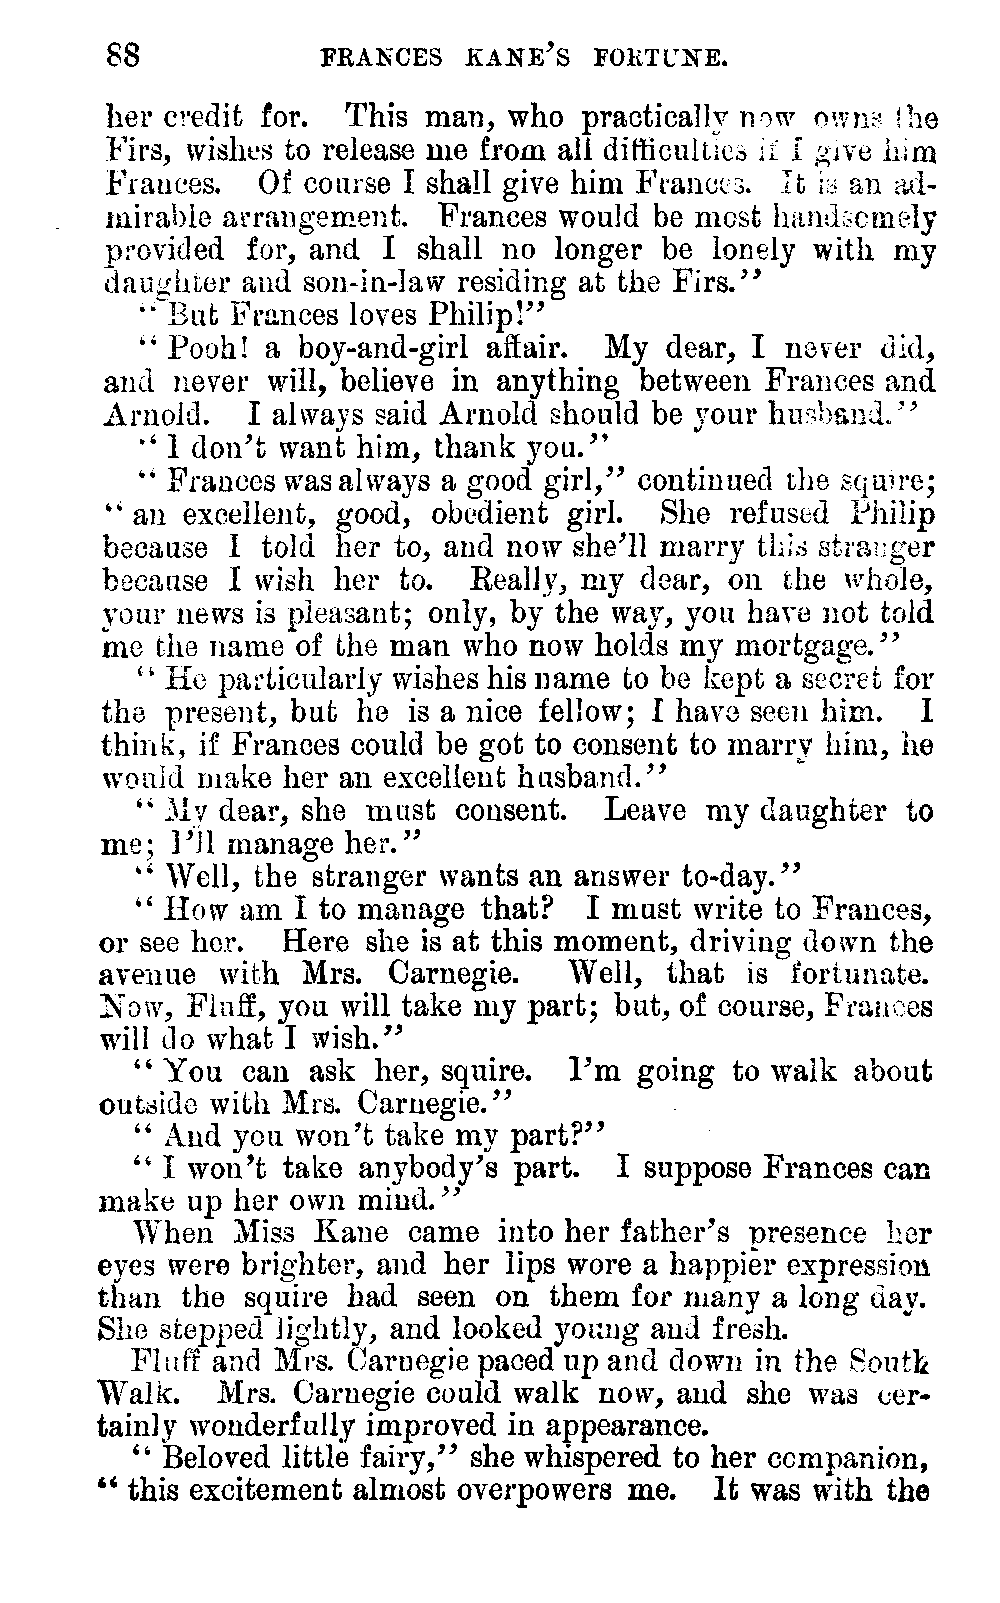 88 FRANCES KANE'S FORTUNE.
her credit for. This man, who practically now owns the
Firs, wishes to release me from all difficulties if I give him
Frances. Of course I shall give him Frances. It is an ad-
mirable arrangement. Frances would be most handsomely
provided for, and I shall no longer be lonely with my
daughter and son-in-law residing at the Firs."
"But Frances loves Philip!"
"Pooh! a boy-and-girl affair. My dear, I never did,
and never will, believe in anything between Frances and
Arnold. I always said Arnold should be your husband."
"I don't want him, thank you."
"Frances was always a good girl," continued the squire;
"an excellent, good, obedient girl. She refused Philip
because I told her to, and now she'll marry this stranger
because I wish her to. Really, my dear, on the whole,
your news is pleasant; only, by the way, you have not told
me the name of the man who now holds my mortgage."
"He particularly wishes his name to be kept a secret for
the present, but he is a nice fellow; I have seen him. I
think, if Frances could be got to consent to marry him, he
would make her an excellent husband."
"My dear, she must consent. Leave my daughter to
me; I'll manage her."
"Well, the stranger wants an answer to-day."
"How am I to manage that? I must write to Frances,
or see her. Here she is at this moment, driving down the
avenue with Mrs. Carnegie. Well, that is fortunate.
Now, Fluff, you will take my part; but, of course, Frances
will do what I wish."
"You can ask her, squire. I'm going to walk about
outside with Mrs. Carnegie."
"And you won't take my part?"
"I won't take anybody's part. I suppose Frances can
make up her own mind."
When Miss Kane came into her father's presence her
eyes were brighter, and her lips wore a happier expression
than the squire had seen on them for many a long day.
She stepped lightly, and looked young and fresh.
Fluff and Mrs. Carnegie paced up and down in the South
Walk. Mrs. Carnegie could walk now, and she was cer-
tainly wonderfully improved in appearance.
"Beloved little fairy," she whispered to her companion,
"this excitement almost overpowers me. It was with the